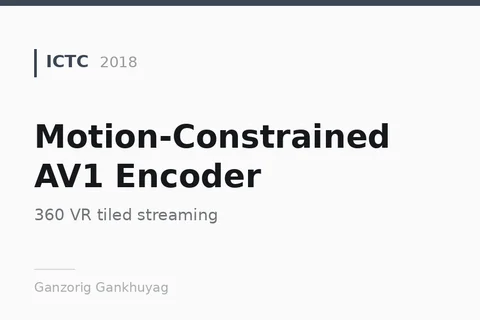 ICTC 2018
Motion-Constrained
AV1 Encoder
360 VR tiled streaming
Ganzorig Gankhuyag